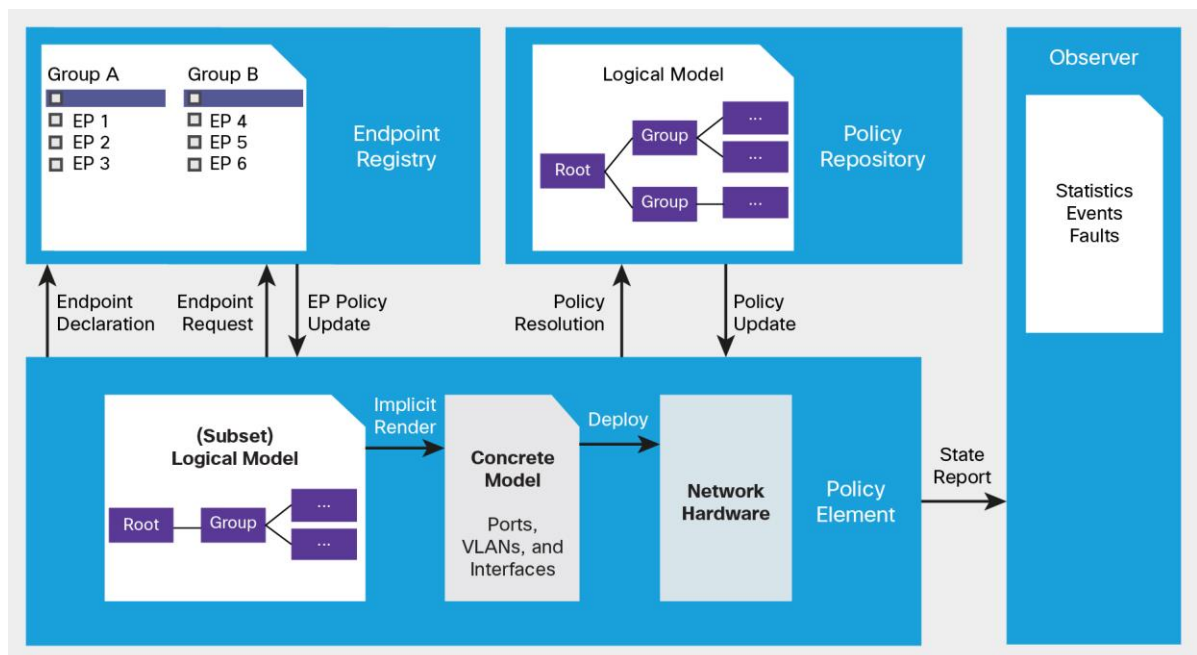 Group A
EP 1
EP 2
EP 3
Group B
EP 4
EP 5
EP 6
Endpoint
Registry
Logical Model
Root
Group
...
...
Group
...
Policy
Repository
Observer
Statistics
Events
Faults
Endpoint
Declaration
Endpoint
Request
EP Policy
Update
Policy
Resolution
Policy
Update
(Subset)
Logical Model
Root
Group
...
...
Implicit
Render
Concrete
Model
Ports,
VLANs, and
Interfaces
Deploy
Network
Hardware
Policy
Element
State
Report